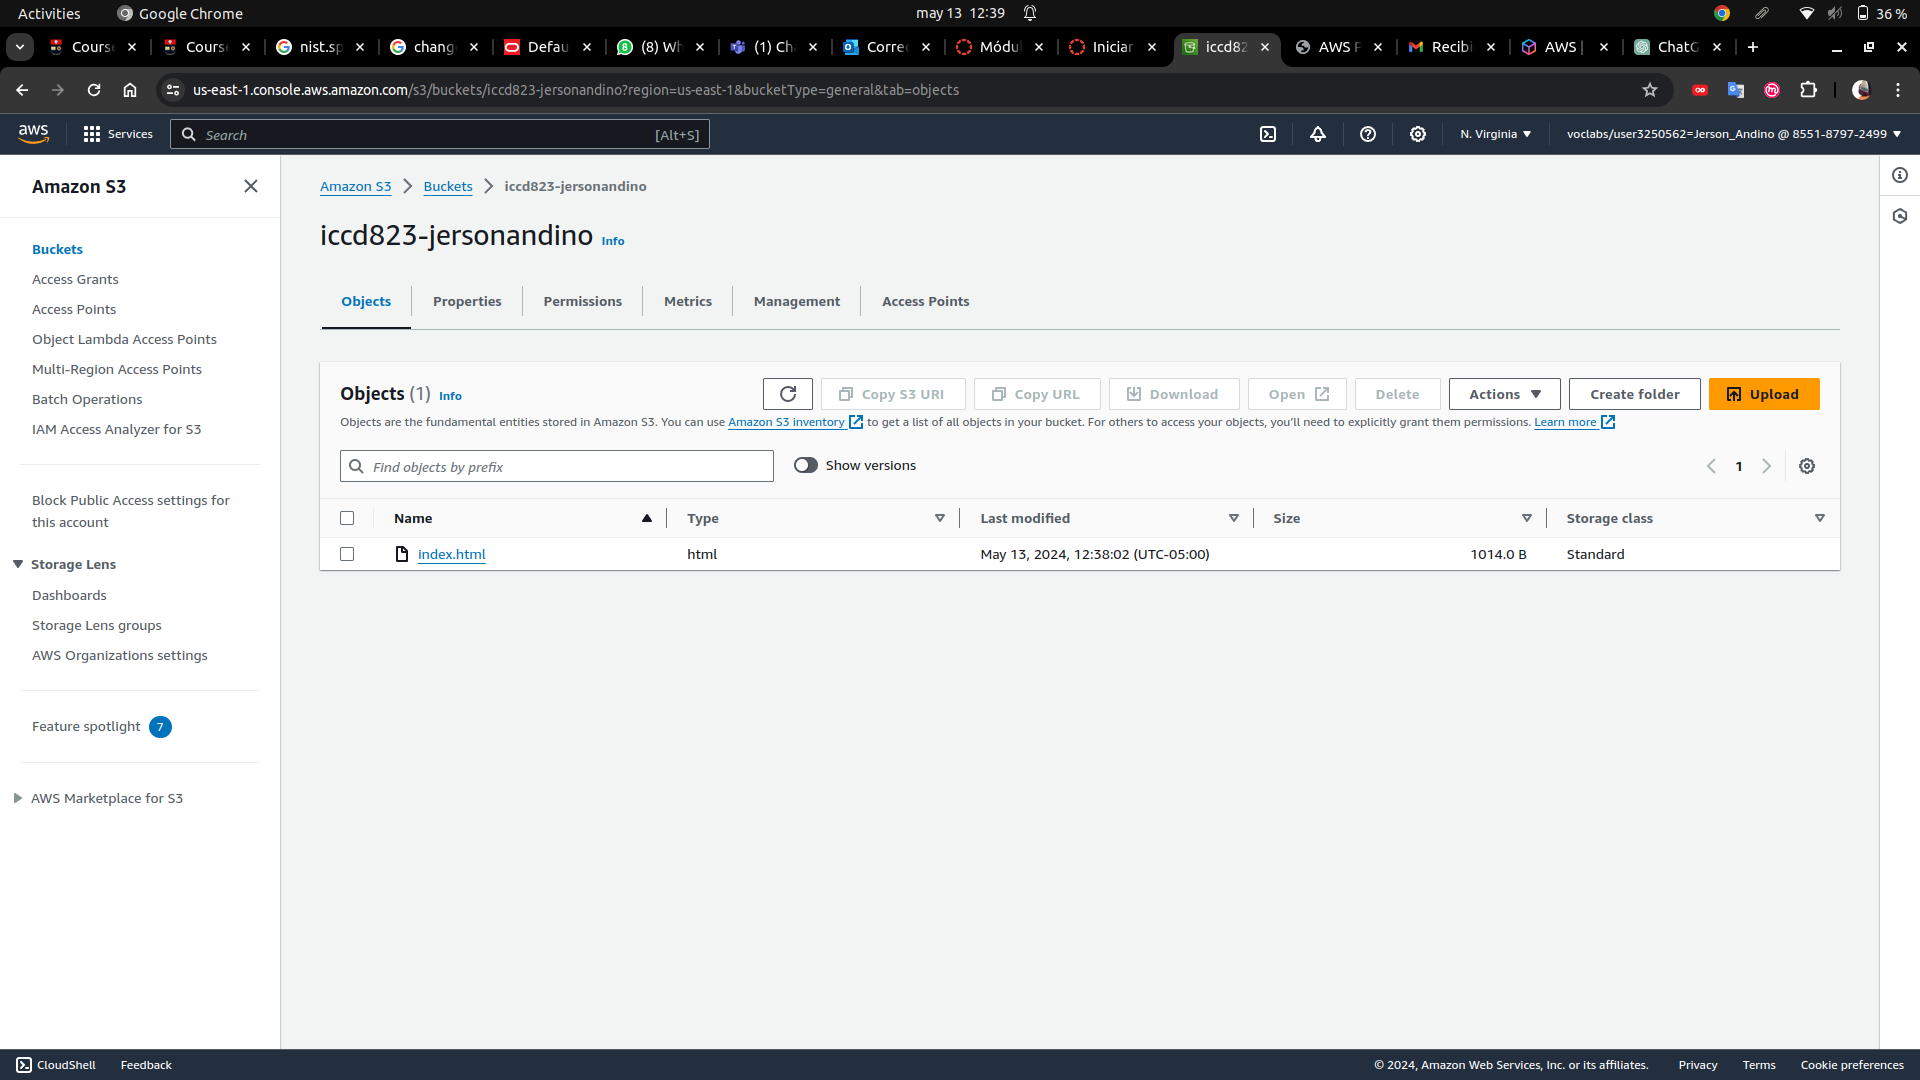 Activities Google Chrome may 13 12:39 36 %
Cours Cours nist.sp chang Defau (8) Wh (1) Ch Corre Módul Iniciar iccd82 AWS Recibi AWS | ChatG
us-east-1.console.aws.amazon.com/s3/buckets/iccd823-jersonandino?region=us-east-1&bucketType=general&tab=objects
aws Services Search [Alt+S] N. Virginia voclabs/user3250562=Jerson_Andino @ 8551-8797-2499
Amazon S3
Buckets
Access Grants
Access Points
Object Lambda Access Points
Multi-Region Access Points
Batch Operations
IAM Access Analyzer for S3
Block Public Access settings for
this account
Storage Lens
Dashboards
Storage Lens groups
AWS Organizations settings
Feature spotlight 7
AWS Marketplace for S3
Amazon S3 Buckets iccd823-jersonandino
iccd823-jersonandino Info
Objects Properties Permissions Metrics Management Access Points
Objects (1) Info
Copy S3 URI Copy URL Download Open Delete Actions Create folder Upload
Objects are the fundamental entities stored in Amazon S3. You can use Amazon S3 inventory to get a list of all objects in your bucket. For others to access your objects, you'll need to explicitly grant them permissions. Learn more
Find objects by prefix Show versions 1
Name Type Last modified Size Storage class
index.html html May 13, 2024, 12:38:02 (UTC-05:00) 1014.0 B Standard
CloudShell Feedback © 2024, Amazon Web Services, Inc. or its affiliates. Privacy Terms Cookie preferences